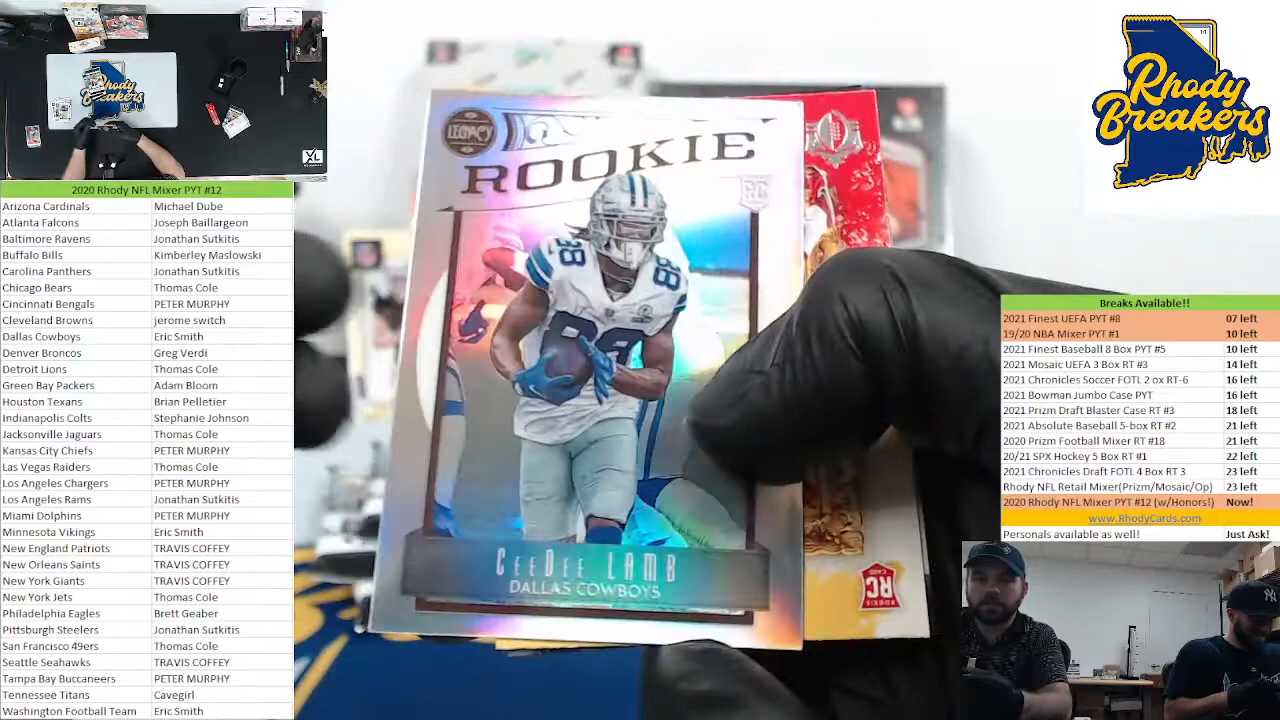 2020 Rhody NFL Mixer PYT #12
Arizona Cardinals Michael Dube
Atlanta Falcons Joseph Baillargeon
Baltimore Ravens Jonathan Sutkitis
Buffalo Bills Kimberley Maslowski
Carolina Panthers Jonathan Sutkitis
Chicago Bears Thomas Cole
Cincinnati Bengals PETER MURPHY
Cleveland Browns jerome switch
Dallas Cowboys Eric Smith
Denver Broncos Greg Verdi
Detroit Lions Thomas Cole
Green Bay Packers Adam Bloom
Houston Texans Brian Pelletier
Indianapolis Colts Stephanie Johnson
Jacksonville Jaguars Thomas Cole
Kansas City Chiefs PETER MURPHY
Las Vegas Raiders Thomas Cole
Los Angeles Chargers PETER MURPHY
Los Angeles Rams Jonathan Sutkitis
Miami Dolphins PETER MURPHY
Minnesota Vikings Eric Smith
New England Patriots TRAVIS COFFEY
New Orleans Saints TRAVIS COFFEY
New York Giants TRAVIS COFFEY
New York Jets Thomas Cole
Philadelphia Eagles Brett Geaber
Pittsburgh Steelers Jonathan Sutkitis
San Francisco 49ers Thomas Cole
Seattle Seahawks TRAVIS COFFEY
Tampa Bay Buccaneers PETER MURPHY
Tennessee Titans Cavegirl
Washington Football Team Eric Smith
Rhody
Breakers
XL
LEGACY
ROOKIE
RC
88
88
88
CeeDee LAMB
DALLAS COWBOYS
RC
ROOKIE
Rhody
Breakers
Breaks Available!!
2021 Finest UEFA PYT #8 07 left
19/20 NBA Mixer PYT #1 10 left
2021 Finest Baseball 8 Box PYT #5 10 left
2021 Mosaic UEFA 3 Box RT #3 14 left
2021 Chronicles Soccer FOTL 2 ox RT-6 16 left
2021 Bowman Jumbo Case PYT 16 left
2021 Prizm Draft Blaster Case RT #3 18 left
2021 Absolute Baseball 5-box RT #2 21 left
2020 Prizm Football Mixer RT #18 21 left
20/21 SPX Hockey 5 Box RT #1 22 left
2021 Chronicles Draft FOTL 4 Box RT 3 23 left
Rhody NFL Retail Mixer(Prizm/Mosaic/Op) 23 left
2020 Rhody NFL Mixer PYT #12 (w/Honors!) Now!
www.RhodyCards.com
Personals available as well! Just Ask!